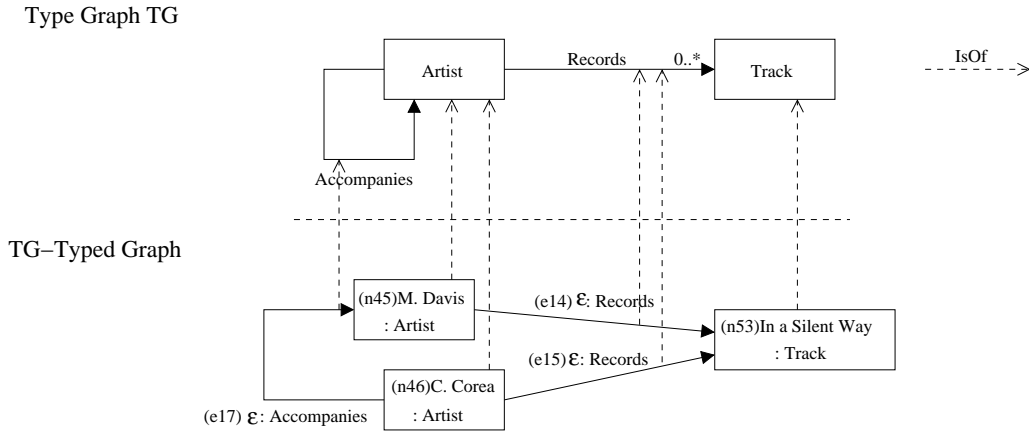 Type Graph TG
Artist
Records
0..*
Track
IsOf
Accompanies
TG–Typed Graph
(n45)M. Davis
: Artist
(e14) ε: Records
(n53)In a Silent Way
: Track
(e15) ε: Records
(n46)C. Corea
: Artist
(e17) ε: Accompanies